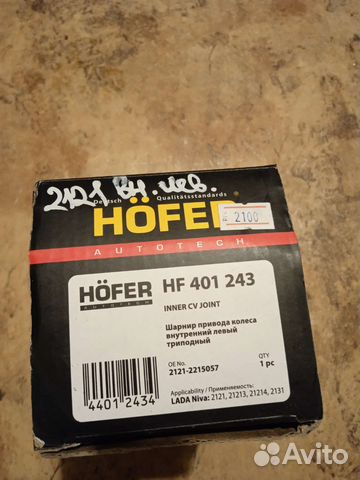 2121 вн. лев.
Deutsch Qualitätsstandards
HÖFER
2100
AUTOTECH
HÖFER
AUTOTECH
HF 401 243
INNER CV JOINT
Шарнир привода колеса
внутренний левый
триподный
OE No.
2121-2215057
QTY
1 pc
Applicability / Применяемость:
LADA Niva: 2121, 21213, 21214, 2131
4401 2434
Avito